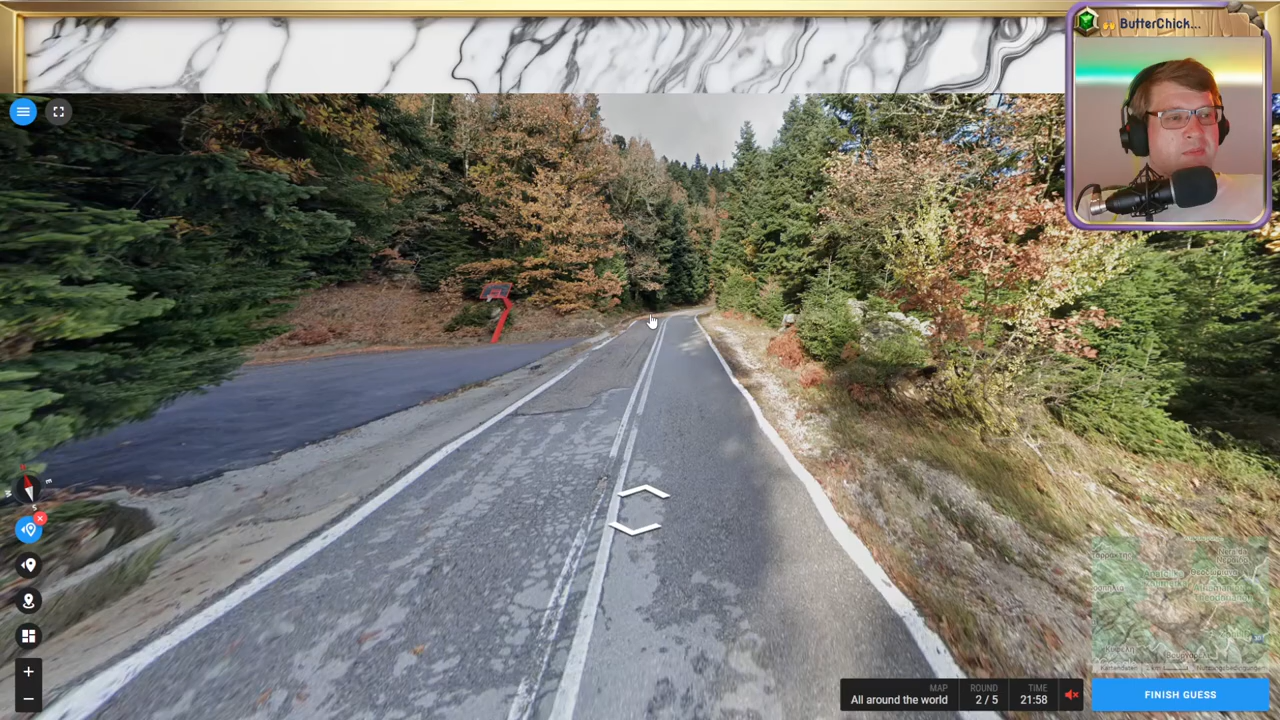 ButterChick...
N
E
W
S
MAP
All around the world
ROUND
2 / 5
TIME
21:58
FINISH GUESS